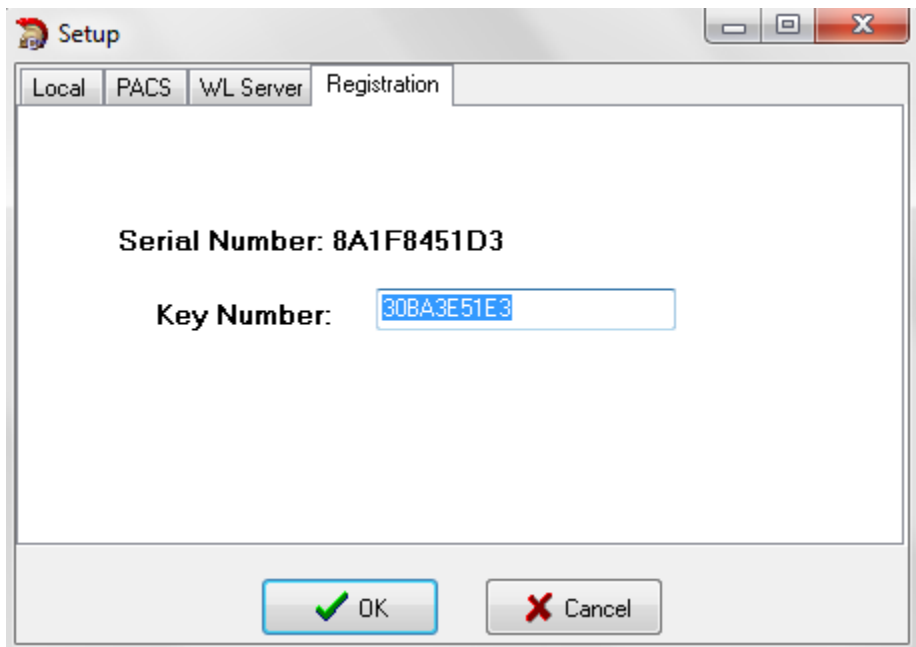 Setup
Local PACS WL Server Registration
Serial Number: 8A1F8451D3
Key Number: 30BA3E51E3
OK Cancel